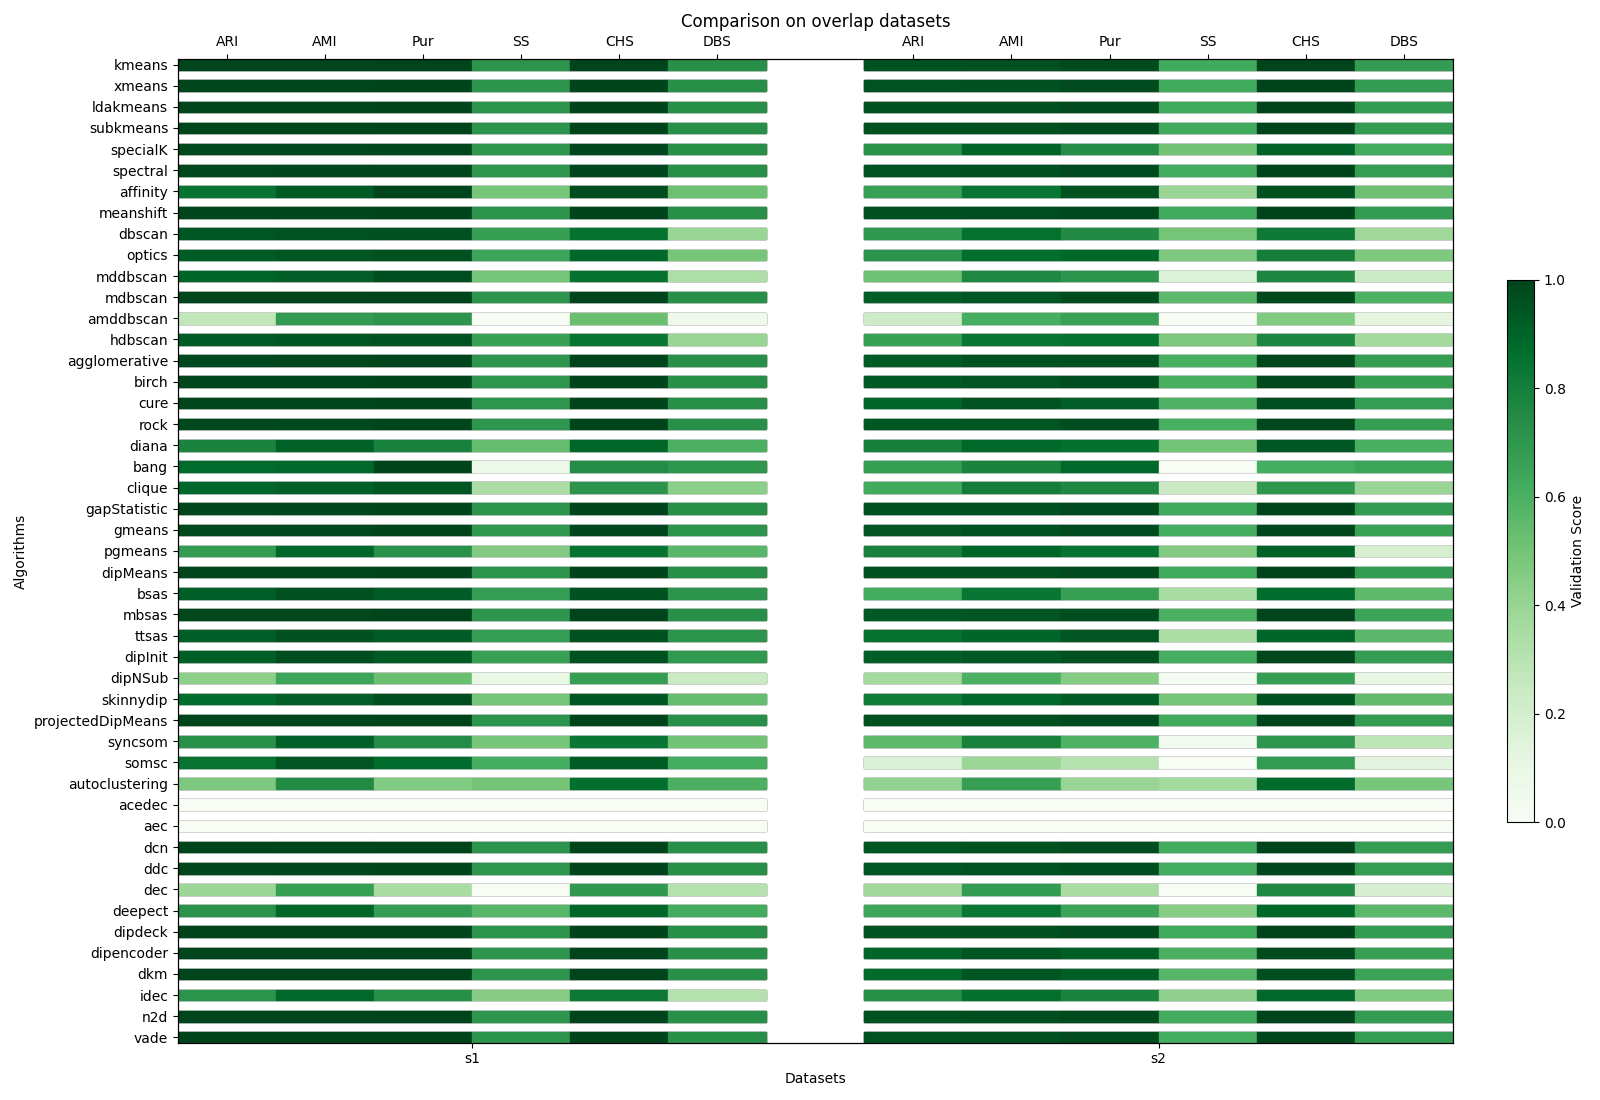 Comparison on overlap datasets
ARI AMI Pur SS CHS DBS ARI AMI Pur SS CHS DBS
kmeans
xmeans
ldakmeans
subkmeans
specialK
spectral
affinity
meanshift
dbscan
optics
mddbscan
mdbscan
amddbscan
hdbscan
agglomerative
birch
cure
rock
diana
bang
clique
gapStatistic
gmeans
pgmeans
dipMeans
bsas
mbsas
ttsas
dipInit
dipNSub
skinnydip
projectedDipMeans
syncsom
somsc
autoclustering
acedec
aec
dcn
ddc
dec
deepect
dipdeck
dipencoder
dkm
idec
n2d
vade
Algorithms
s1 s2
Datasets
1.0
0.8
0.6
0.4
0.2
0.0
Validation Score